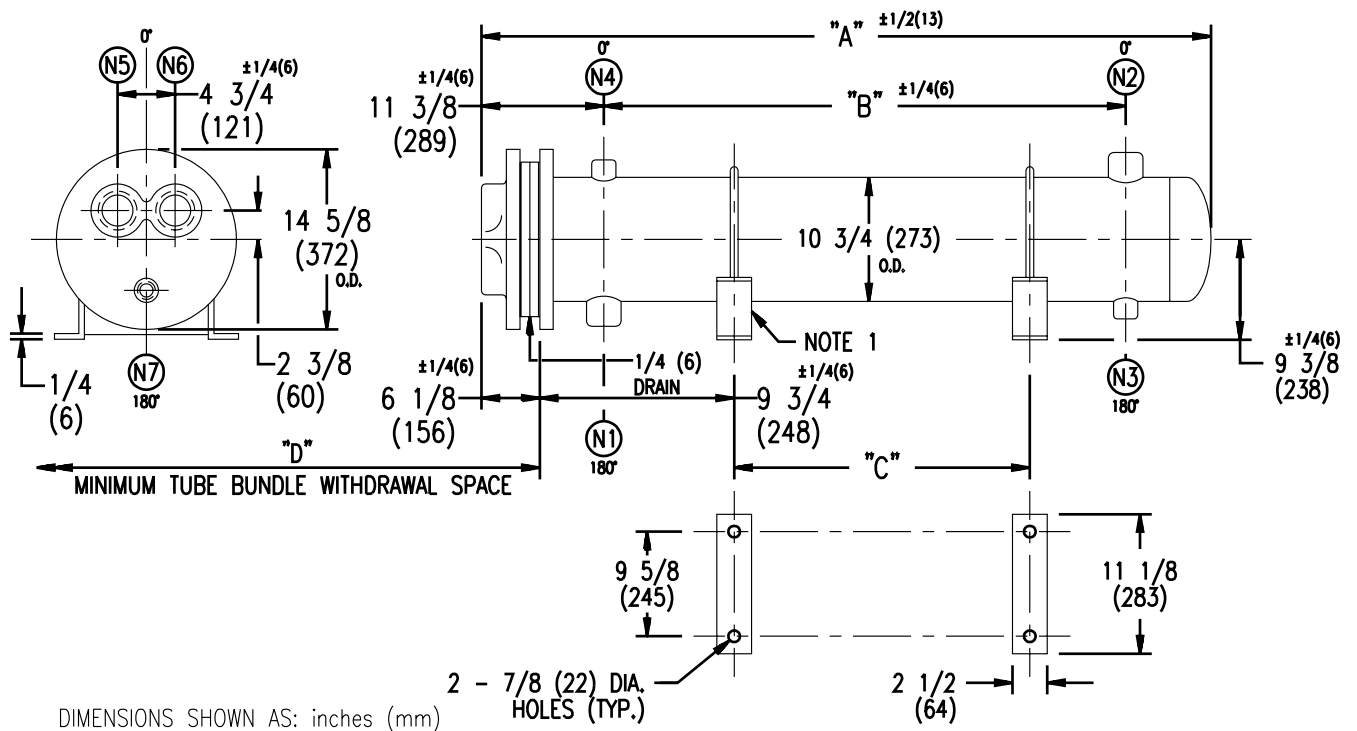 "A" ±1/2(13)
0°
N5 N6
±1/4(6)
4 3/4
(121)
±1/4(6)
11 3/8
(289)
0°
N4
"B" ±1/4(6)
0°
N2
14 5/8
(372)
O.D.
10 3/4 (273)
O.D.
NOTE 1
1/4
(6)
N7
180°
2 3/8
(60)
±1/4(6)
6 1/8
(156)
1/4 (6)
DRAIN
±1/4(6)
9 3/4
(248)
N3
180°
±1/4(6)
9 3/8
(238)
N1
180°
"D"
MINIMUM TUBE BUNDLE WITHDRAWAL SPACE
"C"
9 5/8
(245)
11 1/8
(283)
2 - 7/8 (22) DIA.
HOLES (TYP.)
2 1/2
(64)
DIMENSIONS SHOWN AS: inches (mm)